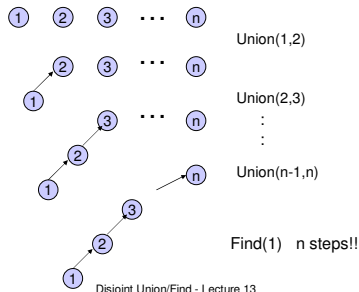 1 2 3 ... n
Union(1,2)
2 3 ... n
1
Union(2,3)
3 ... n
:
2
:
1
Union(n-1,n)
n
3
2
Find(1) n steps!!
1
Disjoint Union/Find - Lecture 13